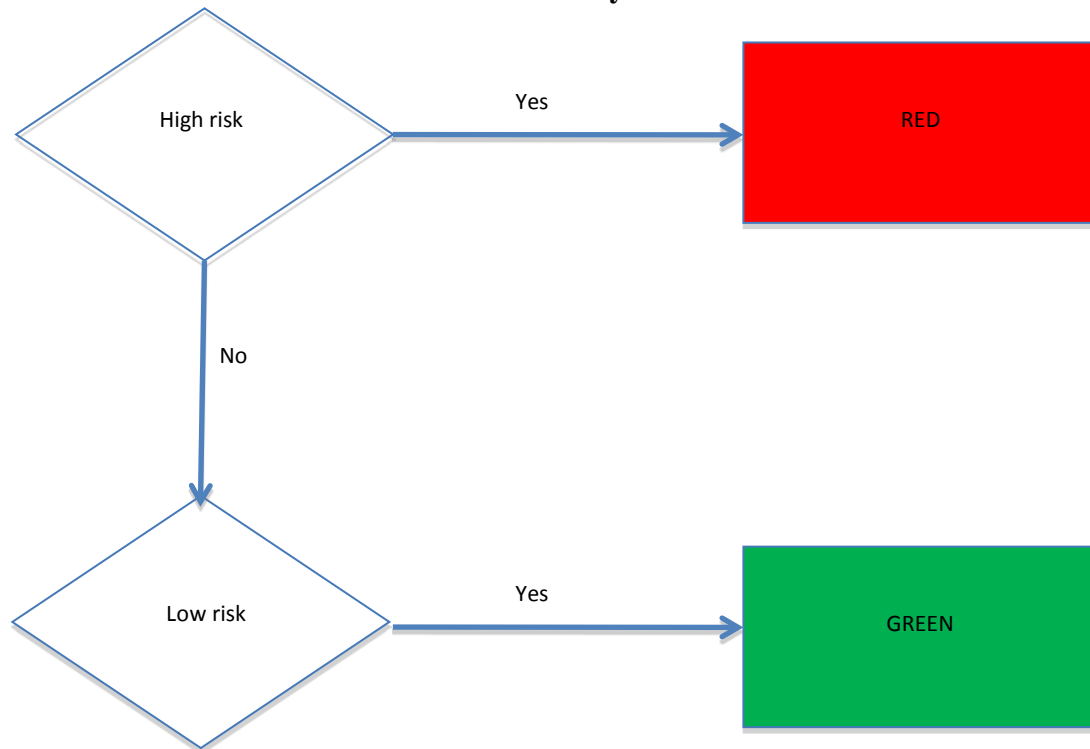 High risk
Yes
RED
No
Low risk
Yes
GREEN